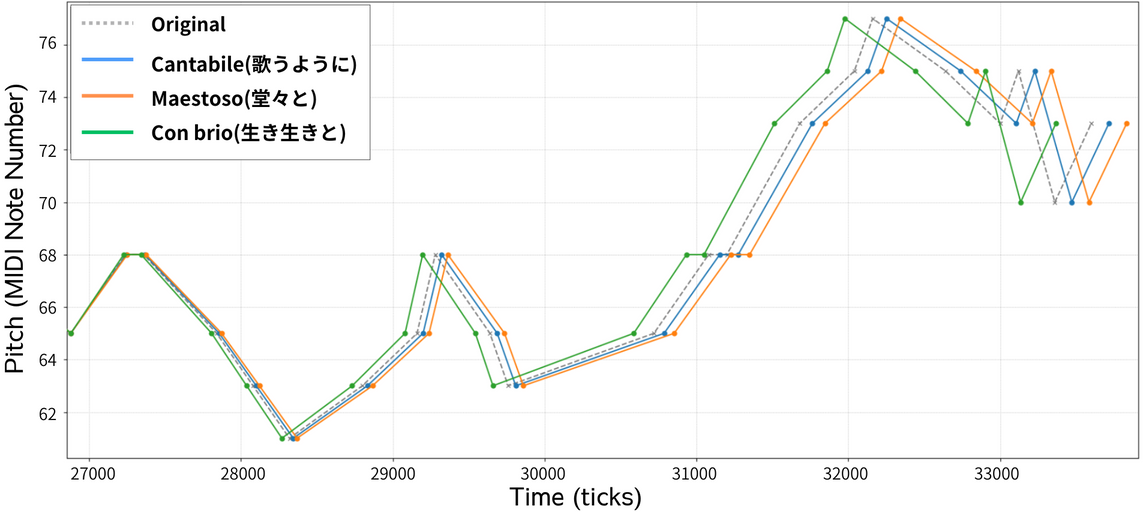 Original
Cantabile(歌うように)
Maestoso(堂々と)
Con brio(生き生きと)
Pitch (MIDI Note Number)
76
74
72
70
68
66
64
62
27000 28000 29000 30000 31000 32000 33000
Time (ticks)